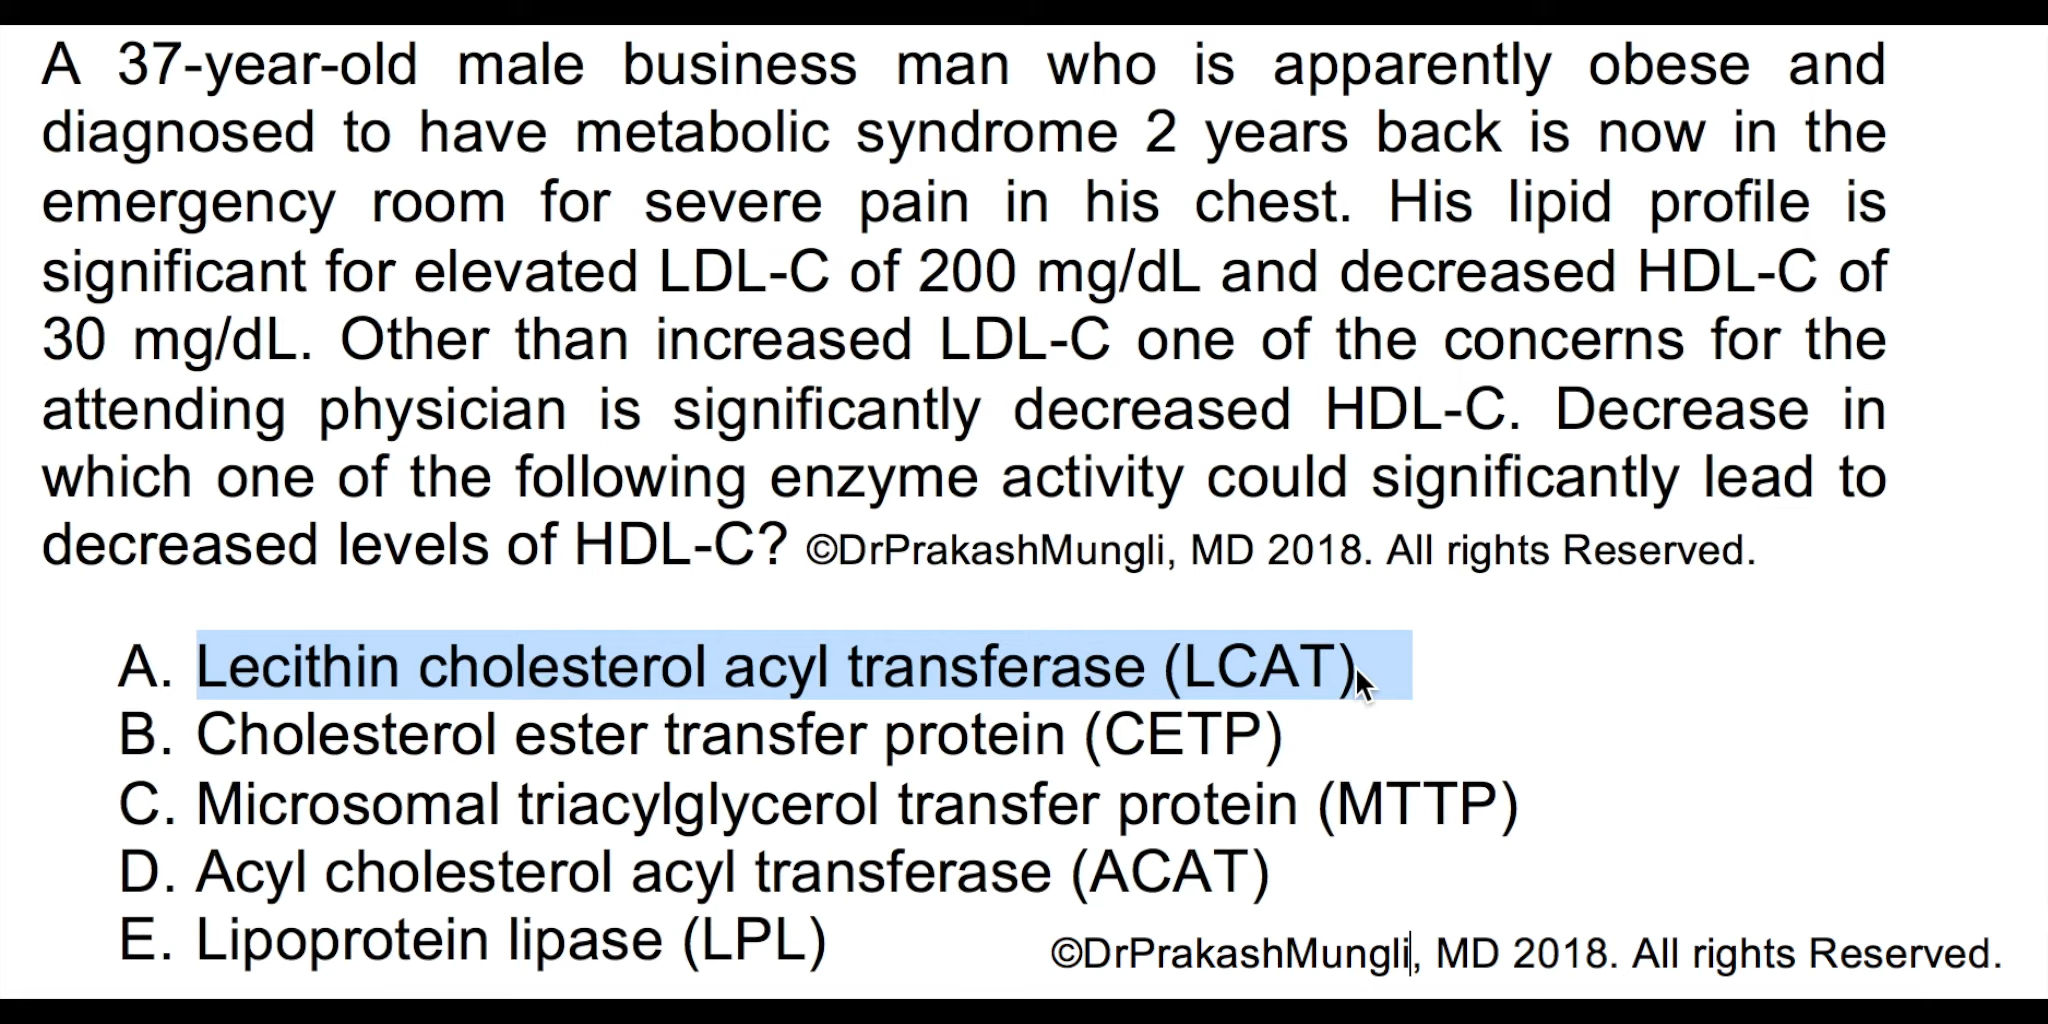 A 37-year-old male business man who is apparently obese and
diagnosed to have metabolic syndrome 2 years back is now in the
emergency room for severe pain in his chest. His lipid profile is
significant for elevated LDL-C of 200 mg/dL and decreased HDL-C of
30 mg/dL. Other than increased LDL-C one of the concerns for the
attending physician is significantly decreased HDL-C. Decrease in
which one of the following enzyme activity could significantly lead to
decreased levels of HDL-C? ©DrPrakashMungli, MD 2018. All rights Reserved.
A. Lecithin cholesterol acyl transferase (LCAT)
B. Cholesterol ester transfer protein (CETP)
C. Microsomal triacylglycerol transfer protein (MTTP)
D. Acyl cholesterol acyl transferase (ACAT)
E. Lipoprotein lipase (LPL)
©DrPrakashMungli, MD 2018. All rights Reserved.